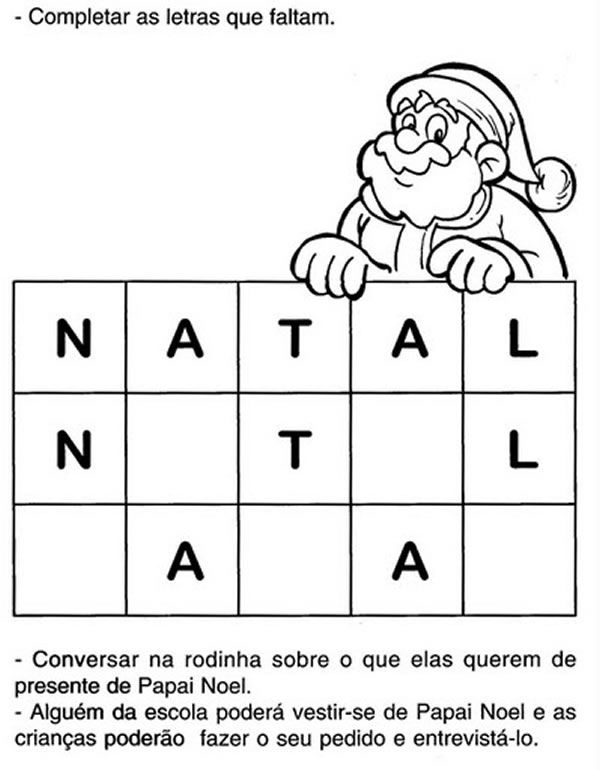 - Completar as letras que faltam.
N A T A L
N T L
A A
- Conversar na rodinha sobre o que elas querem de
presente de Papai Noel.
- Alguém da escola poderá vestir-se de Papai Noel e as
crianças poderão fazer o seu pedido e entrevistá-lo.